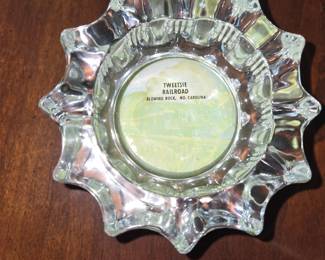 TWEETSIE
RAILROAD
BLOWING ROCK, NO. CAROLINA